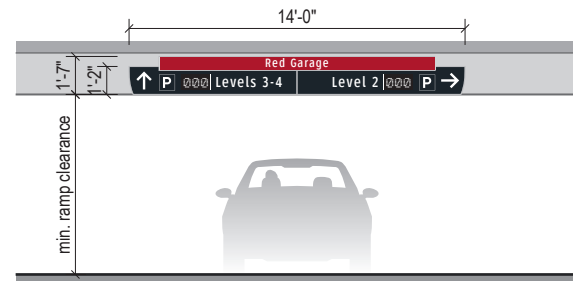 14'-0"
1'-7"
1'-2"
Red Garage
P 000 Levels 3-4 Level 2 000 P
min. ramp clearance